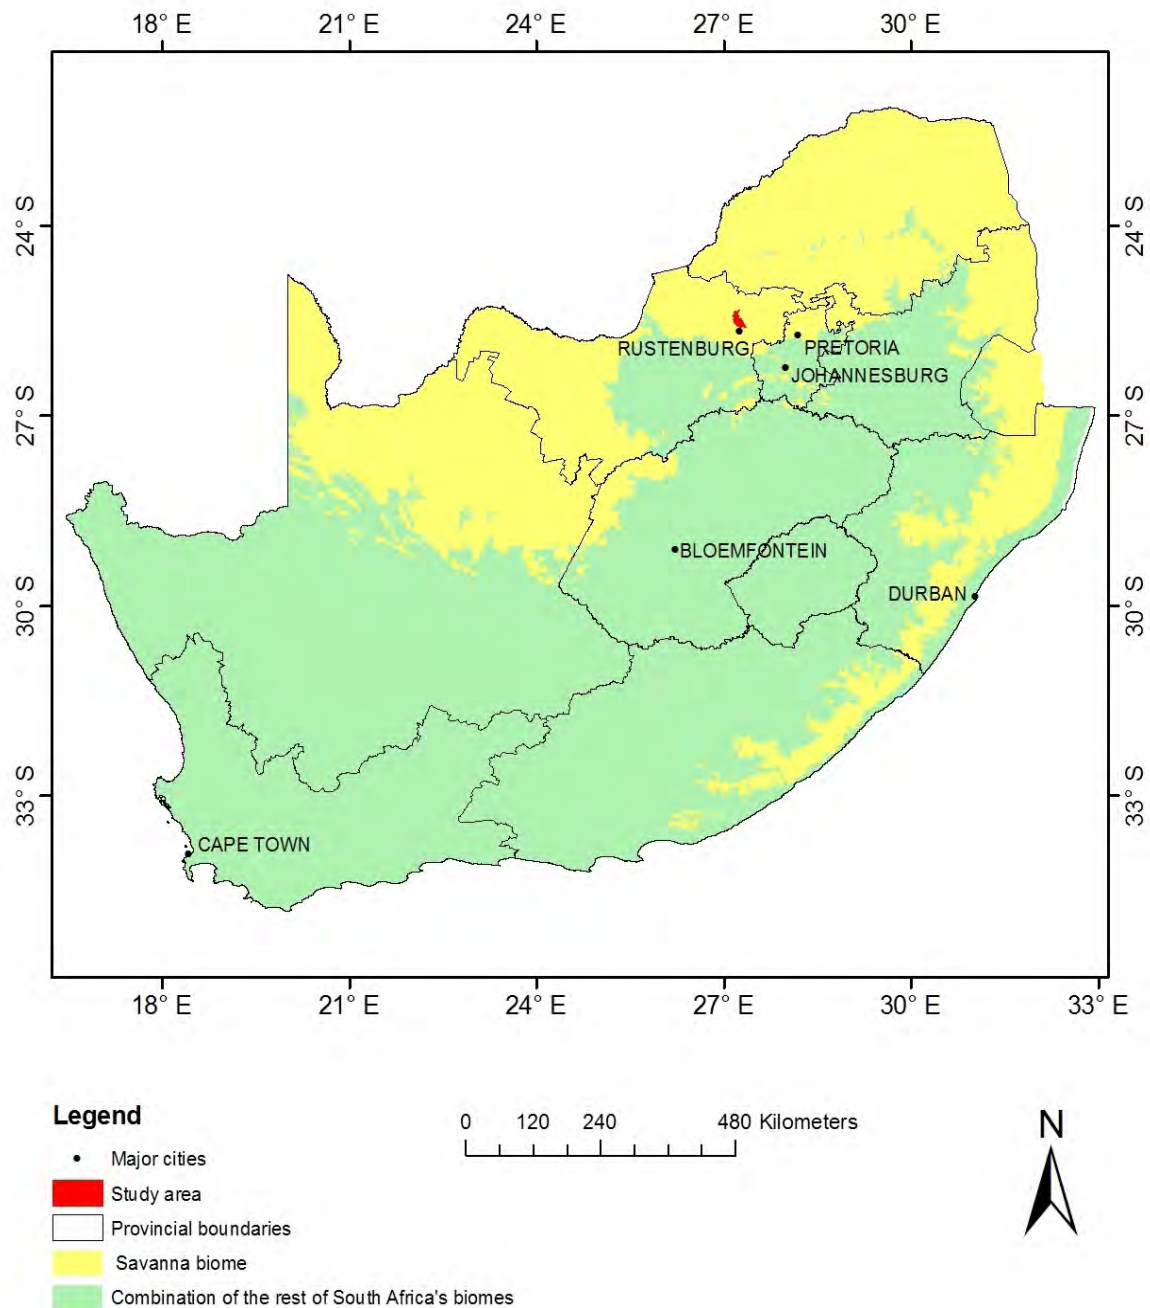 18° E 21° E 24° E 27° E 30° E
24° S 24° S
RUSTENBURG PRETORIA
JOHANNESBURG
27° S 27° S
BLOEMFONTEIN
DURBAN
30° S 30° S
33° S 33° S
CAPE TOWN
18° E 21° E 24° E 27° E 30° E 33° E
Legend
0 120 240 480 Kilometers
N
Major cities
Study area
Provincial boundaries
Savanna biome
Combination of the rest of South Africa's biomes